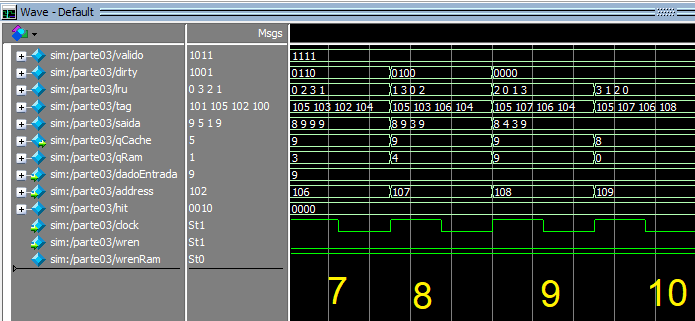 Wave - Default
Msgs
sim:/parte03/valido 1011 1111
sim:/parte03/dirty 1001 0110 0100 0000
sim:/parte03/lru 0 3 2 1 0 2 3 1 1 3 0 2 2 0 1 3 3 1 2 0
sim:/parte03/tag 101 105 102 100 105 103 102 104 105 103 106 104 105 107 106 104 105 107 106 108
sim:/parte03/saida 9 5 1 9 8 9 9 9 8 9 3 9 8 4 3 9
sim:/parte03/qCache 5 9 9 9 8
sim:/parte03/qRam 1 3 4 9 0
sim:/parte03/dadoEntrada 9 9
sim:/parte03/address 102 106 107 108 109
sim:/parte03/hit 0010 0000
sim:/parte03/clock St1
sim:/parte03/wren St1
sim:/parte03/wrenRam St0
7 8 9 10